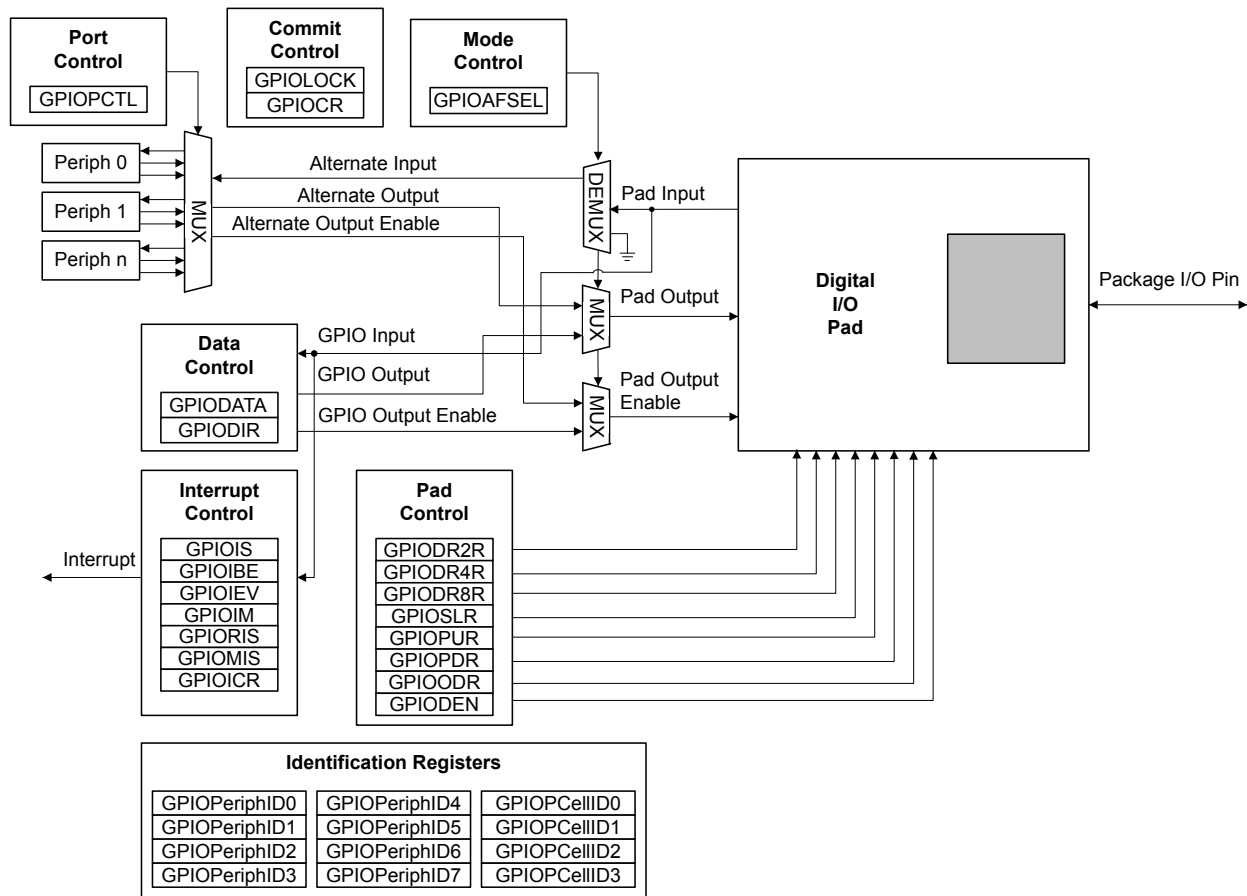 Port
Control
GPIOPCTL
Commit
Control
GPIOLOCK
GPIOCR
Mode
Control
GPIOAFSEL
Periph 0
Periph 1
Periph n
MUX
Alternate Input
Alternate Output
Alternate Output Enable
DEMUX
Pad Input
MUX
Pad Output
MUX
Pad Output
Enable
Digital
I/O
Pad
Package I/O Pin
Data
Control
GPIODATA
GPIODIR
GPIO Input
GPIO Output
GPIO Output Enable
Interrupt
Control
GPIOIS
GPIOIBE
GPIOIEV
GPIOIM
GPIORIS
GPIOMIS
GPIOICR
Interrupt
Pad
Control
GPIODR2R
GPIODR4R
GPIODR8R
GPIOSLR
GPIOPUR
GPIOPDR
GPIOODR
GPIODEN
Identification Registers
GPIOPeriphID0
GPIOPeriphID1
GPIOPeriphID2
GPIOPeriphID3
GPIOPeriphID4
GPIOPeriphID5
GPIOPeriphID6
GPIOPeriphID7
GPIOPCellID0
GPIOPCellID1
GPIOPCellID2
GPIOPCellID3